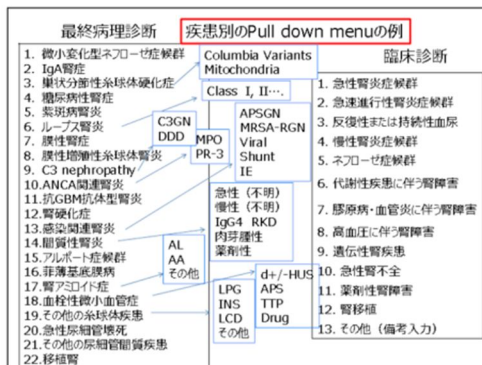 最終病理診断
疾患別のPull down menuの例
臨床診断
1. 微小変化型ネフローゼ症候群
2. IgA腎症
3. 巣状分節性糸球体硬化症
4. 糖尿病性腎症
5. 紫斑病腎炎
6. ループス腎炎
7. 膜性腎症
8. 膜性増殖性糸球体腎炎
9. C3 nephropathy
10.ANCA関連腎炎
11.抗GBM抗体型腎炎
12.腎硬化症
13.感染関連腎炎
14.間質性腎炎
15.アルポート症候群
16.菲薄基底膜病
17.腎アミロイド症
18.血栓性微小血管症
19.その他の糸球体疾患
20.急性尿細管壊死
21.その他の尿細管間質疾患
22.移植腎
Columbia Variants
Mitochondria
Class I, II….
C3GN
DDD
MPO
PR-3
APSGN
MRSA-RGN
Viral
Shunt
IE
急性（不明）
慢性（不明）
IgG4 RKD
肉芽腫性
薬剤性
AL
AA
その他
d+/-HUS
APS
TTP
Drug
LPG
INS
LCD
その他
1. 急性腎炎症候群
2. 急速進行性腎炎症候群
3. 反復性または持続性血尿
4. 慢性腎炎症候群
5. ネフローゼ症候群
6. 代謝性疾患に伴う腎障害
7. 膠原病・血管炎に伴う腎障害
8. 高血圧に伴う腎障害
9. 遺伝性腎疾患
10. 急性腎不全
11. 薬剤性腎障害
12. 腎移植
13. その他（備考入力）